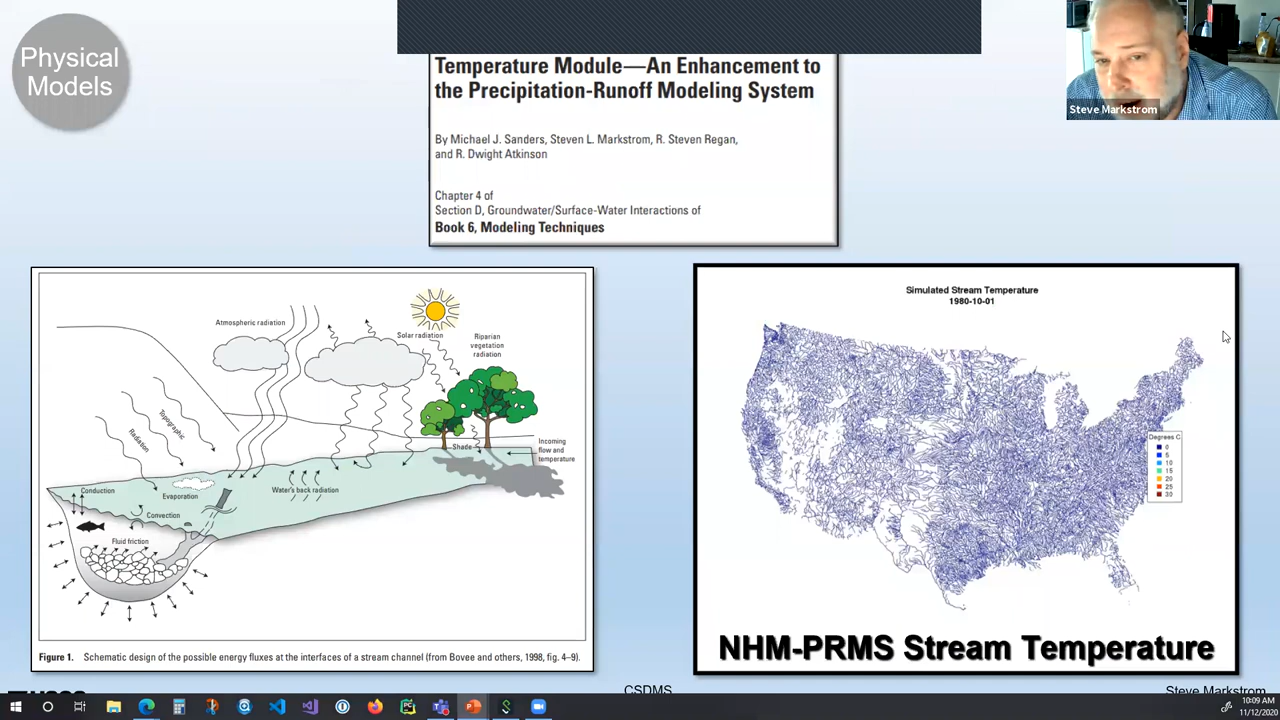 Physical
Models
Temperature Module—An Enhancement to
the Precipitation-Runoff Modeling System
By Michael J. Sanders, Steven L. Markstrom, R. Steven Regan,
and R. Dwight Atkinson
Chapter 4 of
Section D, Groundwater/Surface-Water Interactions of
Book 6, Modeling Techniques
Steve Markstrom
Atmospheric radiation
Solar radiation
Riparian
vegetation
radiation
Topographic
Radiation
Shade
Incoming
flow and
temperature
Conduction
Evaporation
Water's back radiation
Convection
Fluid friction
Figure 1. Schematic design of the possible energy fluxes at the interfaces of a stream channel (from Bovee and others, 1998, fig. 4–9).
Simulated Stream Temperature
1980-10-01
Degrees C
0
5
10
15
20
25
30
NHM-PRMS Stream Temperature
CSDMS
Steve Markstrom
10:09 AM
11/12/2020